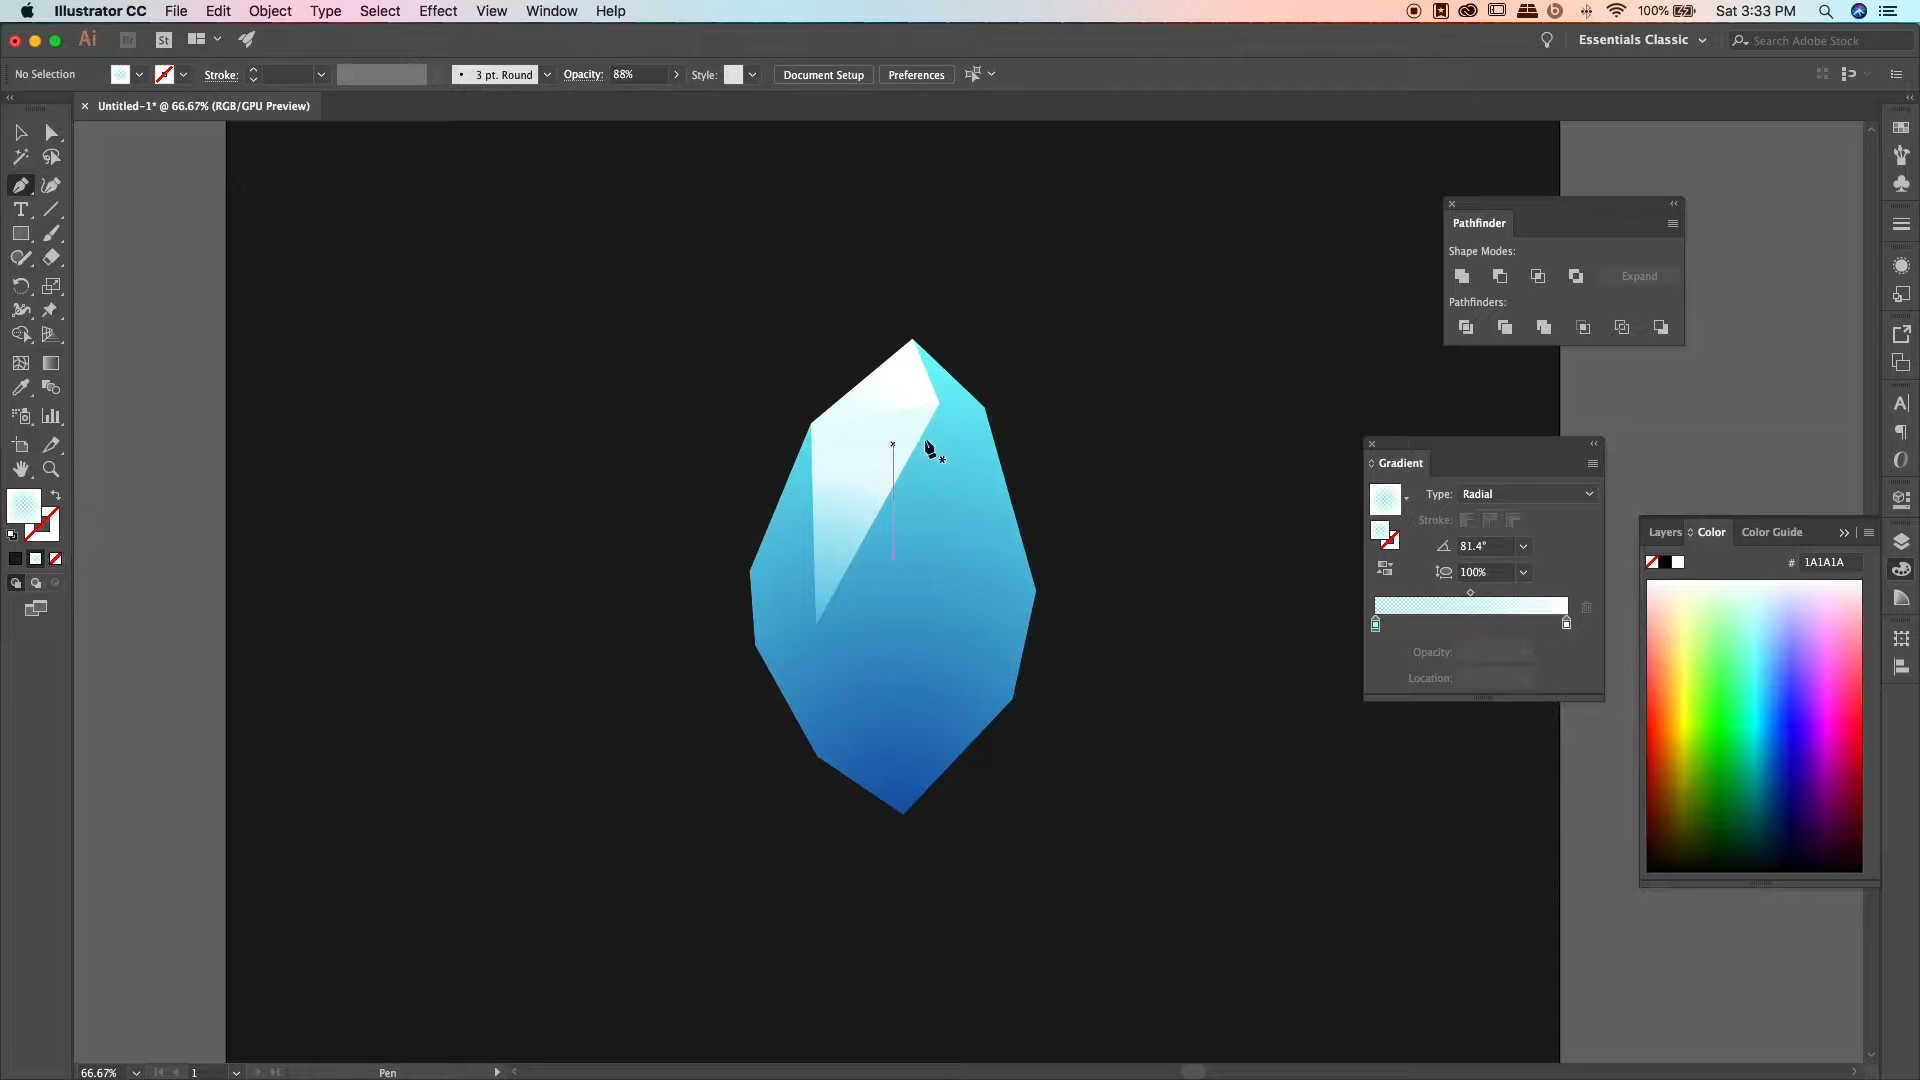 Illustrator CC File Edit Object Type Select Effect View Window Help 100% Sat 3:33 PM
Ai Br St Essentials Classic Search Adobe Stock
No Selection Stroke: 3 pt. Round Opacity: 88% Style: Document Setup Preferences
× Untitled-1* @ 66.67% (RGB/GPU Preview)
Pathfinder
Shape Modes:
Expand
Pathfinders:
Gradient
Type: Radial
Stroke:
81.4°
100%
Opacity:
Location:
Layers Color Color Guide
# 1A1A1A
66.67% 1 Pen